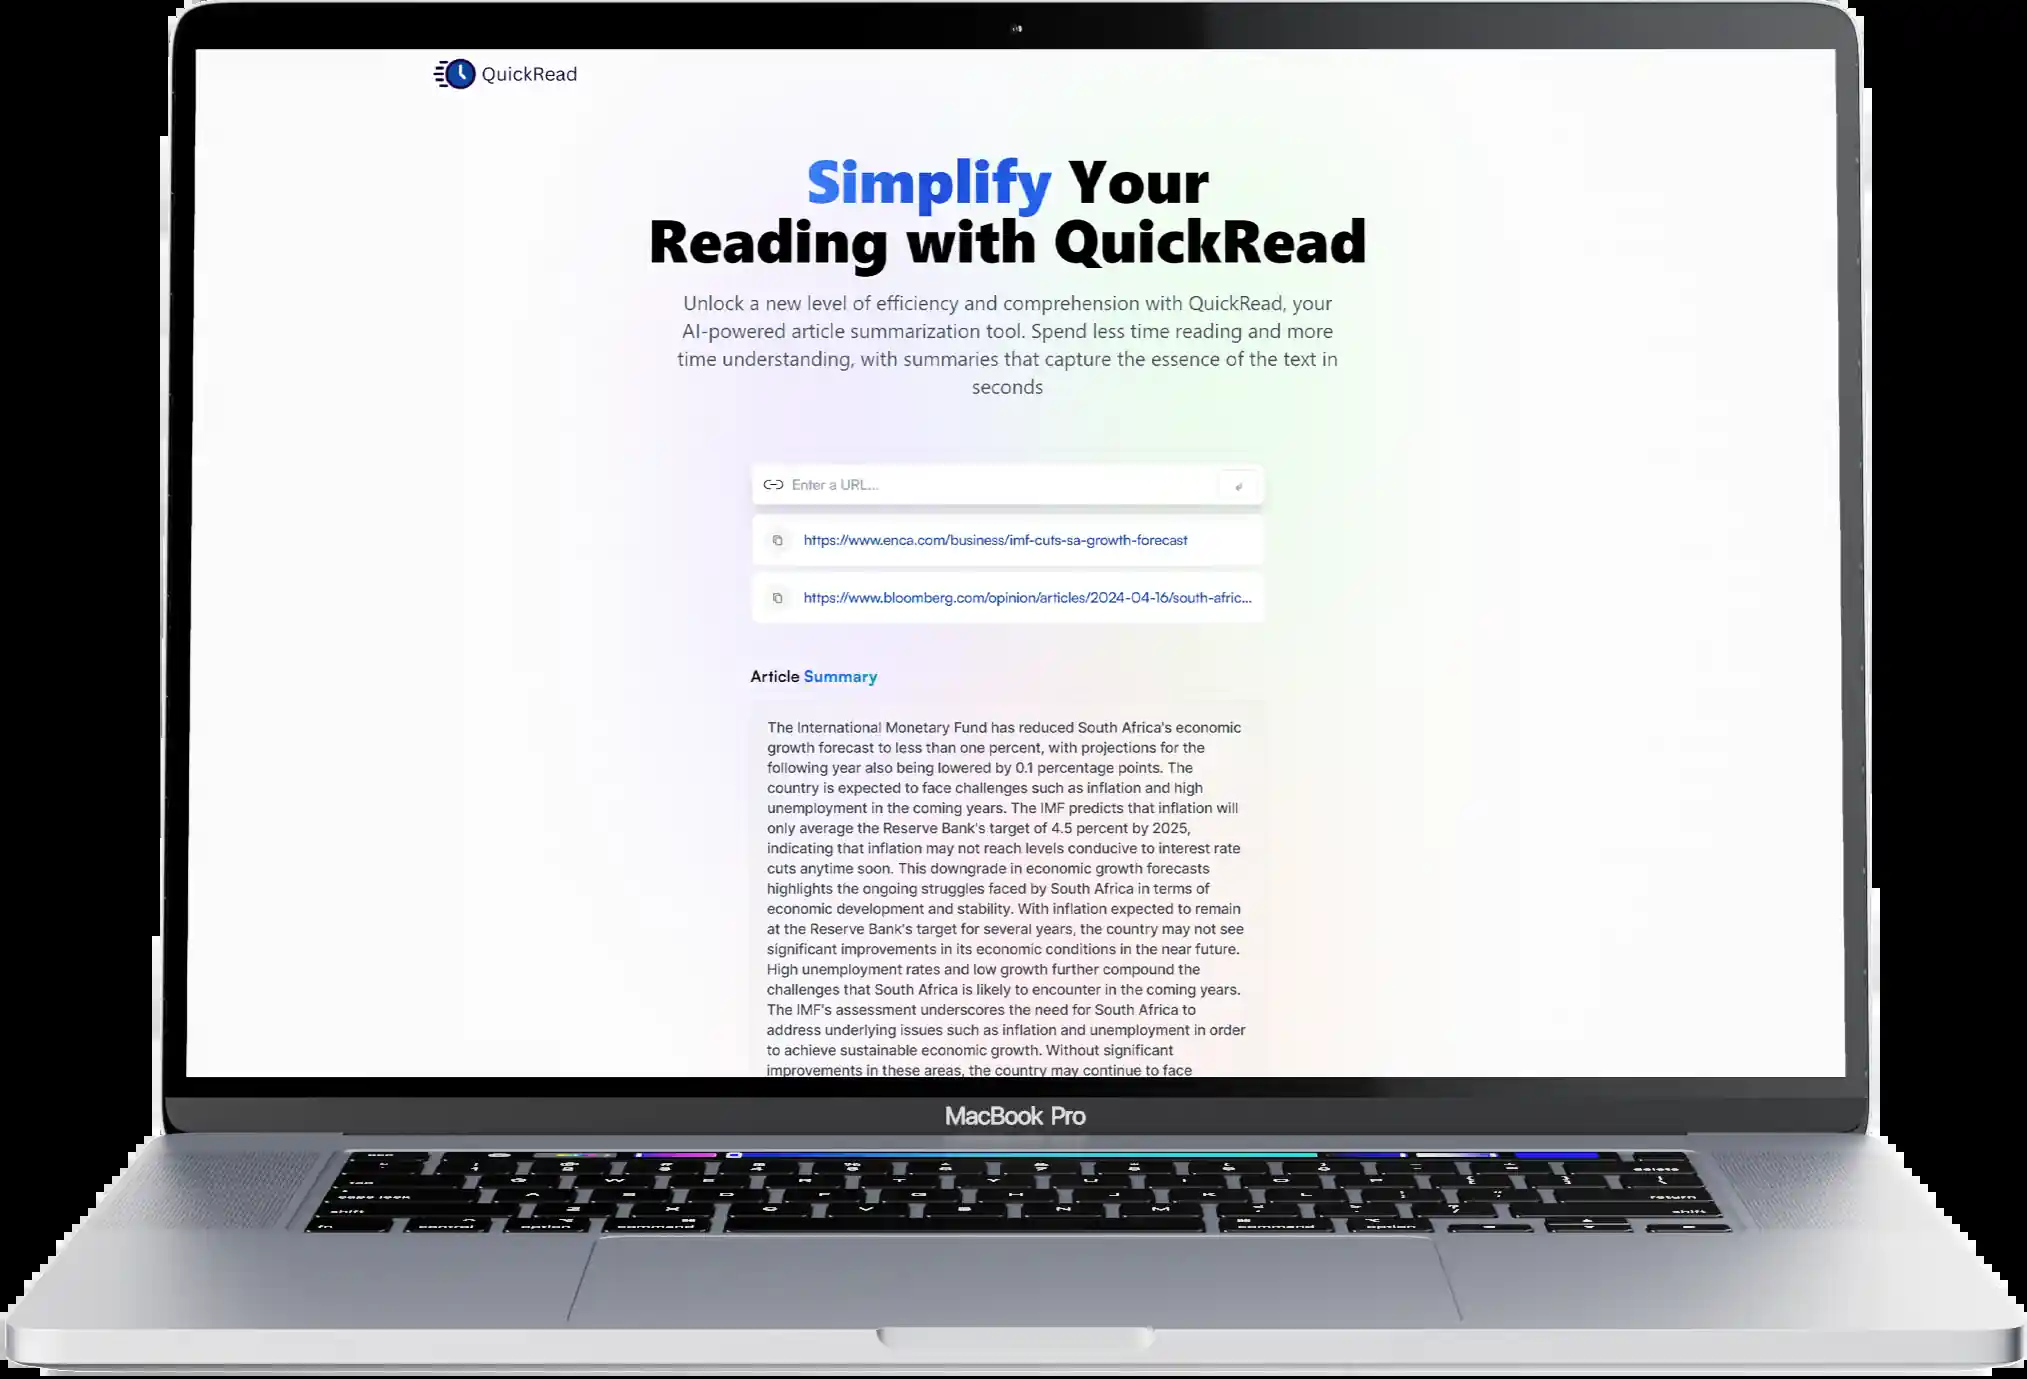 QuickRead
Simplify Your
Reading with QuickRead
Unlock a new level of efficiency and comprehension with QuickRead, your
AI-powered article summarization tool. Spend less time reading and more
time understanding, with summaries that capture the essence of the text in
seconds
Enter a URL...
https://www.enca.com/business/imf-cuts-sa-growth-forecast
https://www.bloomberg.com/opinion/articles/2024-04-16/south-afric...
Article Summary
The International Monetary Fund has reduced South Africa's economic
growth forecast to less than one percent, with projections for the
following year also being lowered by 0.1 percentage points. The
country is expected to face challenges such as inflation and high
unemployment in the coming years. The IMF predicts that inflation will
only average the Reserve Bank's target of 4.5 percent by 2025,
indicating that inflation may not reach levels conducive to interest rate
cuts anytime soon. This downgrade in economic growth forecasts
highlights the ongoing struggles faced by South Africa in terms of
economic development and stability. With inflation expected to remain
at the Reserve Bank's target for several years, the country may not see
significant improvements in its economic conditions in the near future.
High unemployment rates and low growth further compound the
challenges that South Africa is likely to encounter in the coming years.
The IMF's assessment underscores the need for South Africa to
address underlying issues such as inflation and unemployment in order
to achieve sustainable economic growth. Without significant
improvements in these areas, the country may continue to face
MacBook Pro
delete
tab Q W E R T Y U I O P
caps lock A S D F G H J K L return
shift Z X C V B N M shift
fn control option command command option